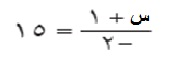 ١٥ = (س + ١) / (-٢)